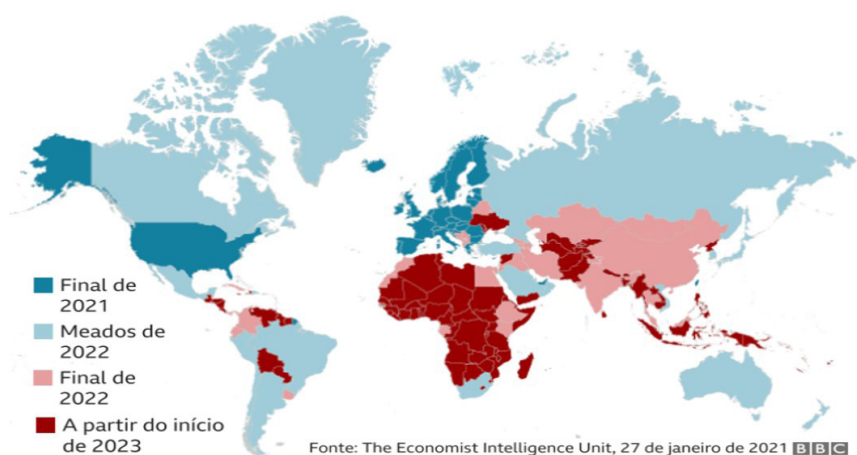 Final de
2021
Meados de
2022
Final de
2022
A partir do início
de 2023
Fonte: The Economist Intelligence Unit, 27 de janeiro de 2021 BBC